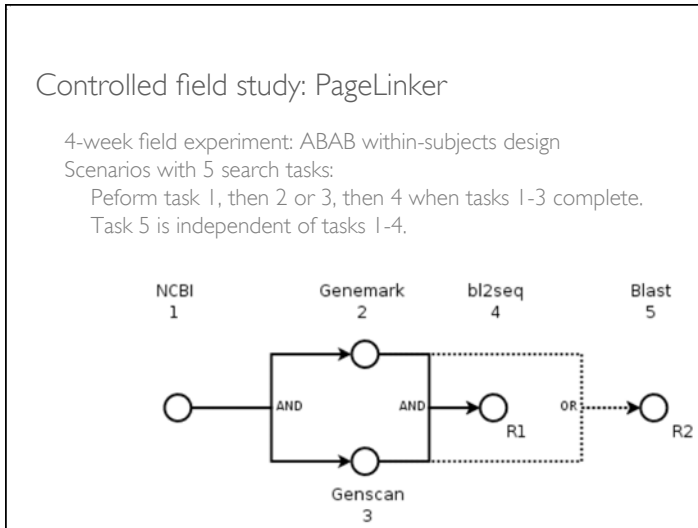 Controlled field study: PageLinker
4-week field experiment: ABAB within-subjects design
Scenarios with 5 search tasks:
Peform task 1, then 2 or 3, then 4 when tasks 1-3 complete.
Task 5 is independent of tasks 1-4.
NCBI
1
Genemark
2
bl2seq
4
Blast
5
AND
AND
R1
OR
R2
Genscan
3